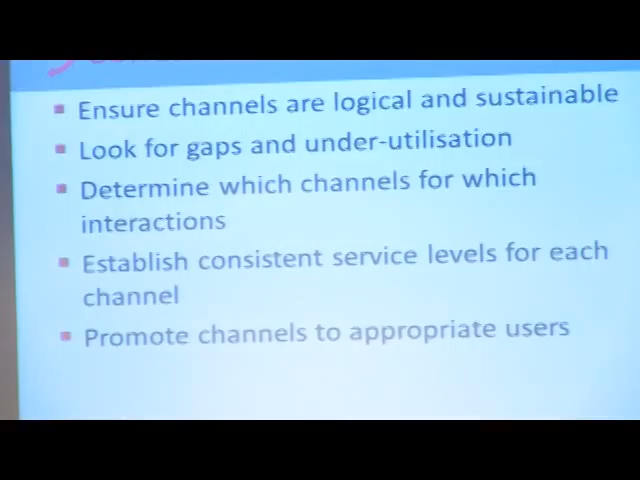 Ensure channels are logical and sustainable
Look for gaps and under-utilisation
Determine which channels for which
interactions
Establish consistent service levels for each
channel
Promote channels to appropriate users